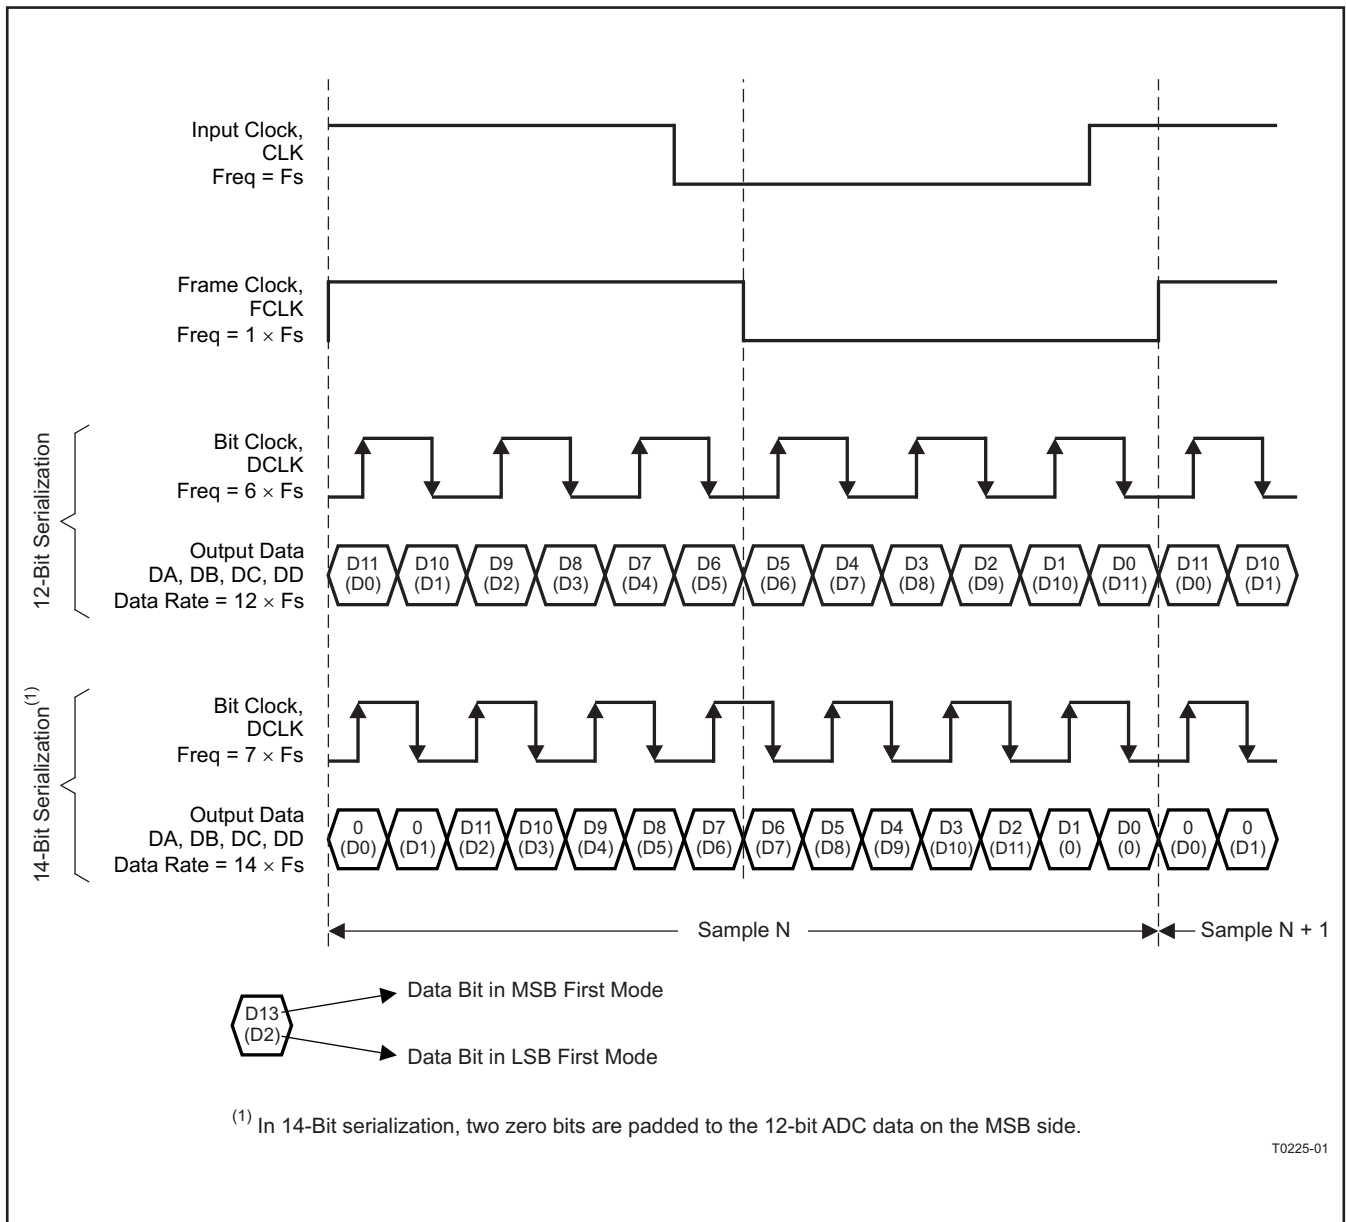 Input Clock,
CLK
Freq = Fs
Frame Clock,
FCLK
Freq = 1 × Fs
12-Bit Serialization
Bit Clock,
DCLK
Freq = 6 × Fs
Output Data
DA, DB, DC, DD
Data Rate = 12 × Fs
D11 D10 D9 D8 D7 D6 D5 D4 D3 D2 D1 D0 D11 D10
(D0) (D1) (D2) (D3) (D4) (D5) (D6) (D7) (D8) (D9) (D10) (D11) (D0) (D1)
14-Bit Serialization(1)
Bit Clock,
DCLK
Freq = 7 × Fs
Output Data
DA, DB, DC, DD
Data Rate = 14 × Fs
0 0 D11 D10 D9 D8 D7 D6 D5 D4 D3 D2 D1 D0 0 0
(D0) (D1) (D2) (D3) (D4) (D5) (D6) (D7) (D8) (D9) (D10) (D11) (0) (0) (D0) (D1)
Sample N
Sample N + 1
D13
(D2)
Data Bit in MSB First Mode
Data Bit in LSB First Mode
(1) In 14-Bit serialization, two zero bits are padded to the 12-bit ADC data on the MSB side.
T0225-01